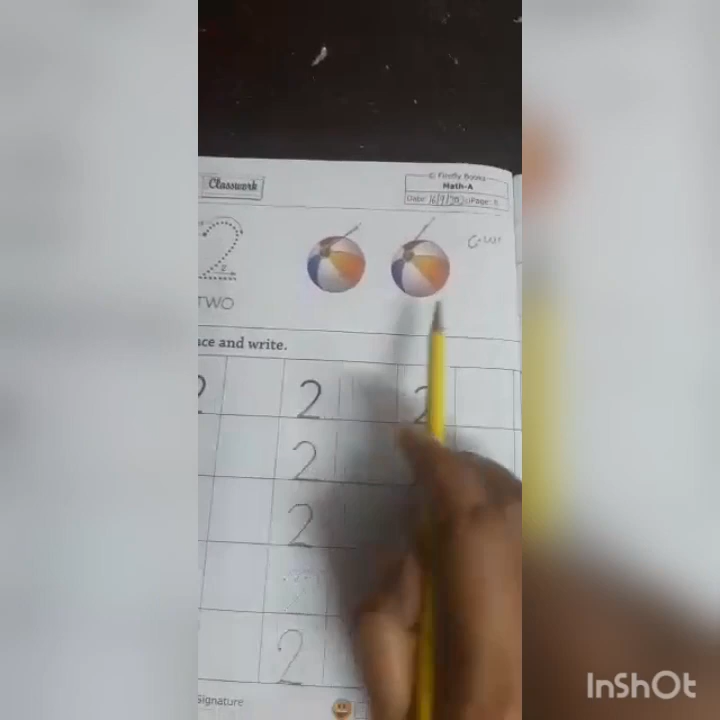 Classwork
© Firefly Books
Math-A
Date: Page:
2
C.W
TWO
ace and write.
2 2 2
2
2
2
2
Signature
InShOt